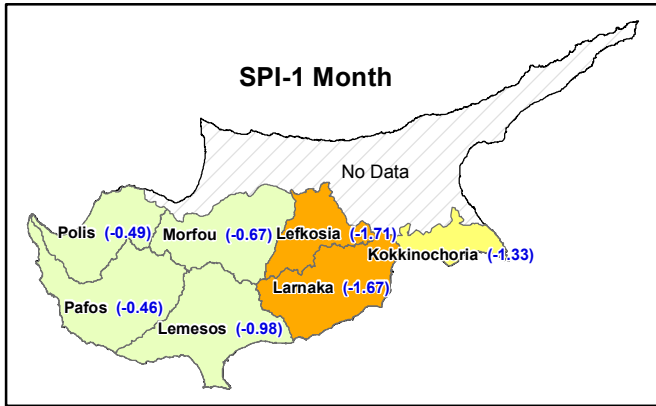 SPI-1 Month
No Data
Polis (-0.49)
Morfou (-0.67)
Lefkosia (-1.71)
Kokkinochoria (-1.33)
Larnaka (-1.67)
Pafos (-0.46)
Lemesos (-0.98)